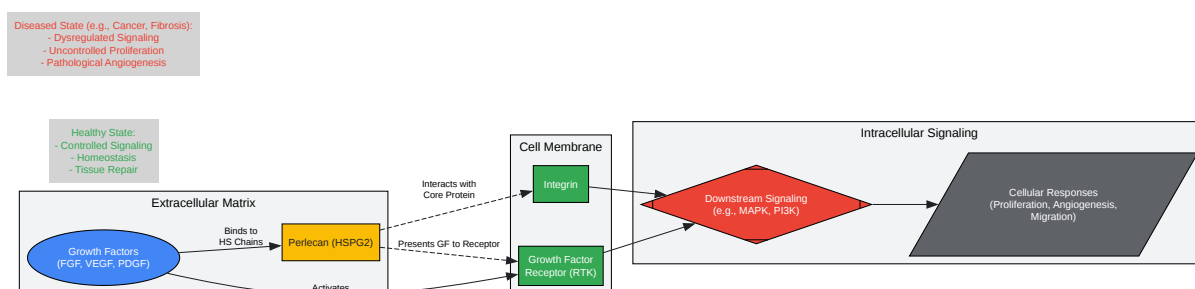 Diseased State (e.g., Cancer, Fibrosis):
- Dysregulated Signaling
- Uncontrolled Proliferation
- Pathological Angiogenesis
Healthy State:
- Controlled Signaling
- Homeostasis
- Tissue Repair
Extracellular Matrix
Growth Factors
(FGF, VEGF, PDGF)
Binds to
HS Chains
Perlecan (HSPG2)
Interacts with
Core Protein
Presents GF to Receptor
Activates
Cell Membrane
Integrin
Growth Factor
Receptor (RTK)
Intracellular Signaling
Downstream Signaling
(e.g., MAPK, PI3K)
Cellular Responses
(Proliferation, Angiogenesis,
Migration)